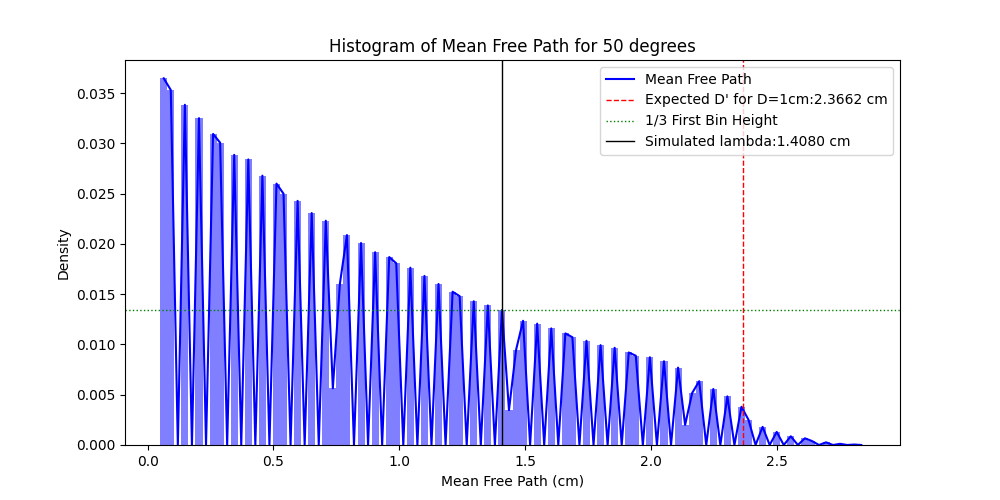 Histogram of Mean Free Path for 50 degrees
Mean Free Path
Expected D' for D=1cm:2.3662 cm
1/3 First Bin Height
Simulated lambda:1.4080 cm
Density
0.035
0.030
0.025
0.020
0.015
0.010
0.005
0.000
0.0 0.5 1.0 1.5 2.0 2.5
Mean Free Path (cm)